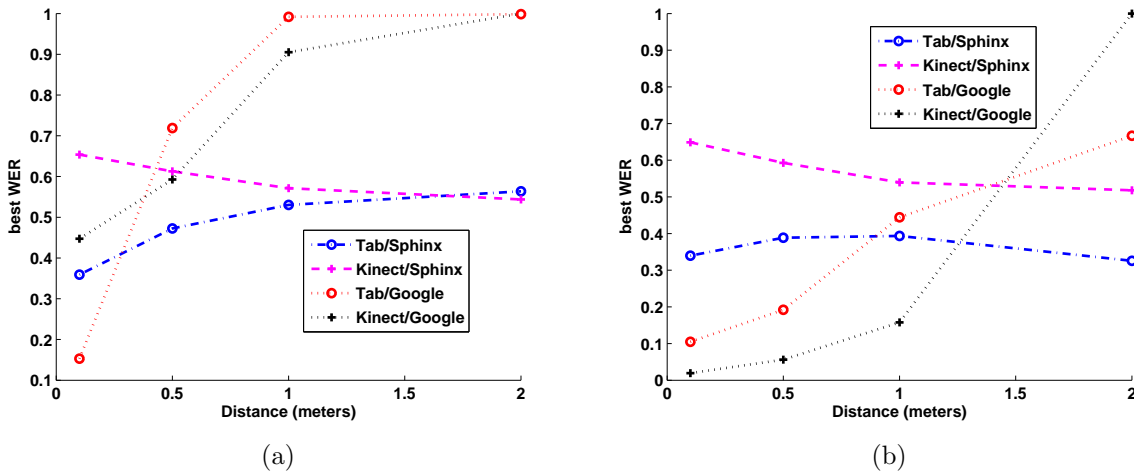 1
0.9
0.8
0.7
0.6
0.5
0.4
0.3
0.2
0.1
best WER
0 0.5 1 1.5 2
Distance (meters)
Tab/Sphinx
Kinect/Sphinx
Tab/Google
Kinect/Google
(a)
1
0.9
0.8
0.7
0.6
0.5
0.4
0.3
0.2
0.1
0
best WER
0 0.5 1 1.5 2
Distance (meters)
Tab/Sphinx
Kinect/Sphinx
Tab/Google
Kinect/Google
(b)